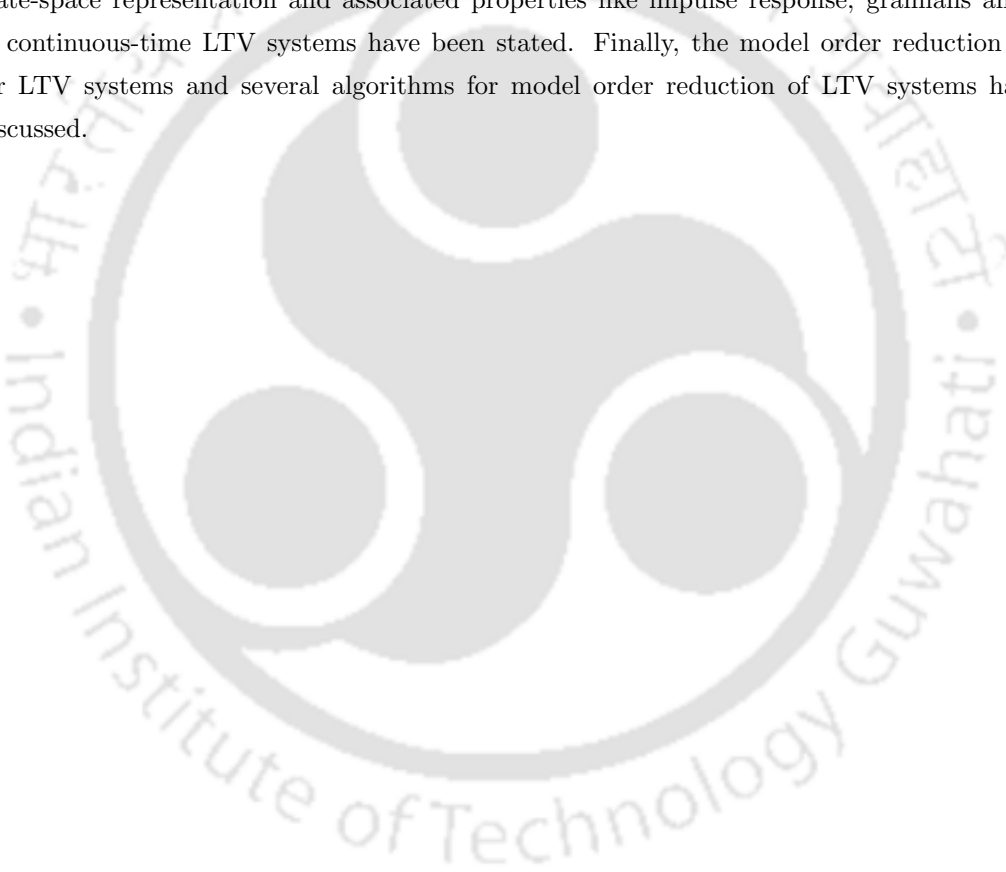 ate-space representation and associated properties like impulse response, gramians an
continuous-time LTV systems have been stated. Finally, the model order reduction
r LTV systems and several algorithms for model order reduction of LTV systems ha
scussed.
Indian Institute of Technology Guwahati